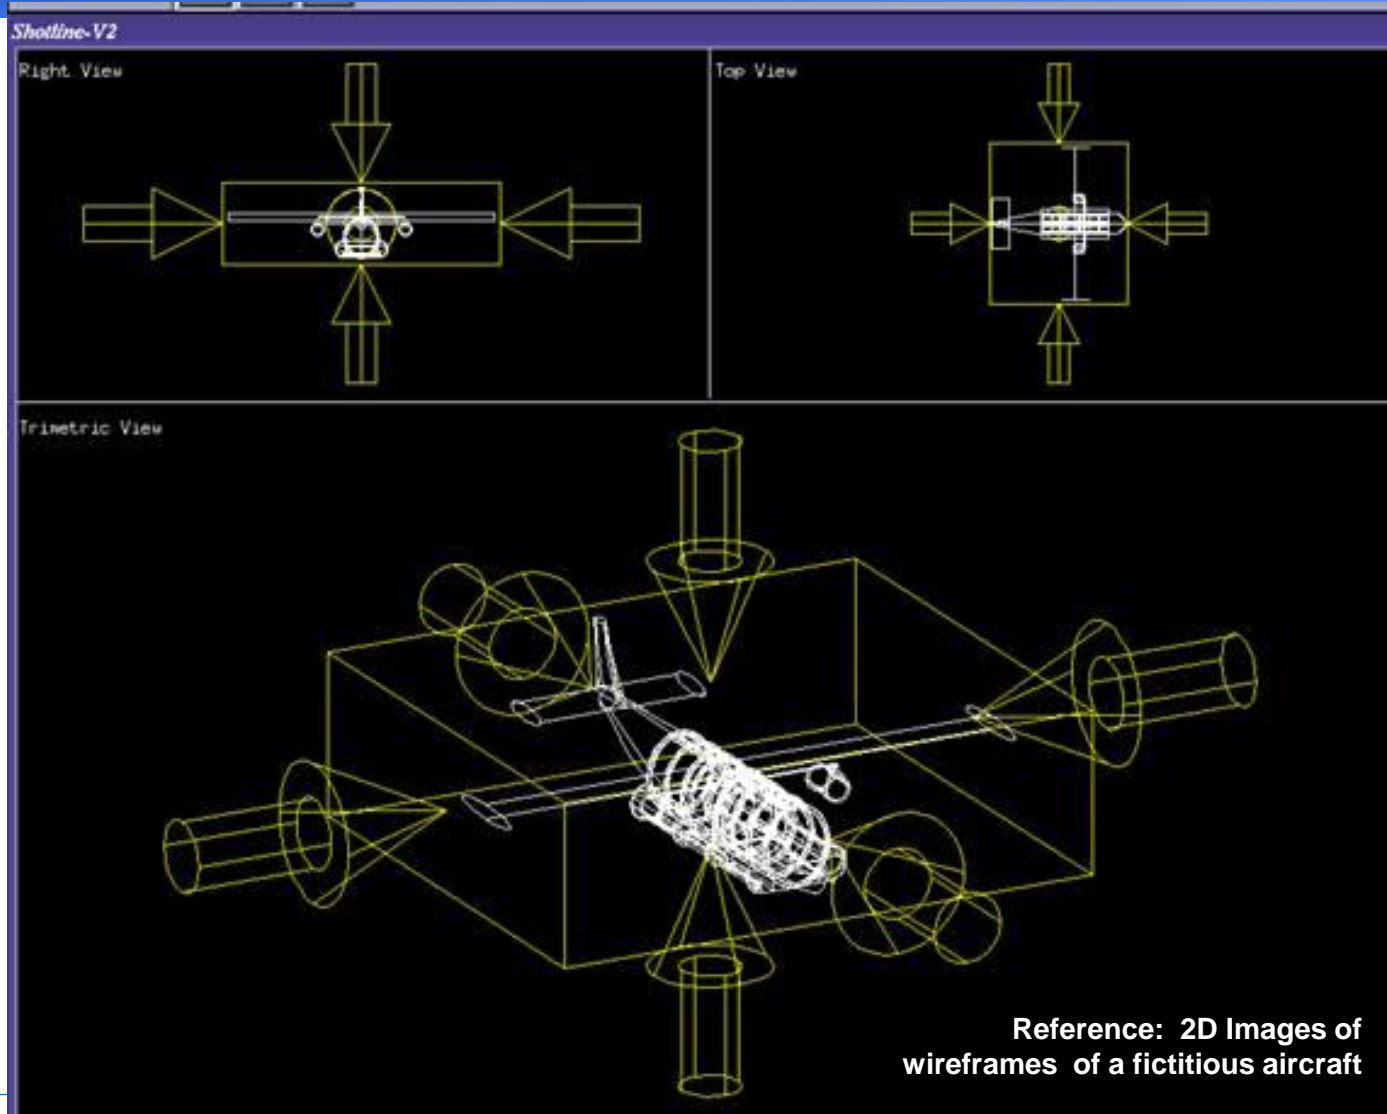 Shotline-V2
Right View
Top View
Trimetric View
Reference:  2D Images of
wireframes  of a fictitious aircraft